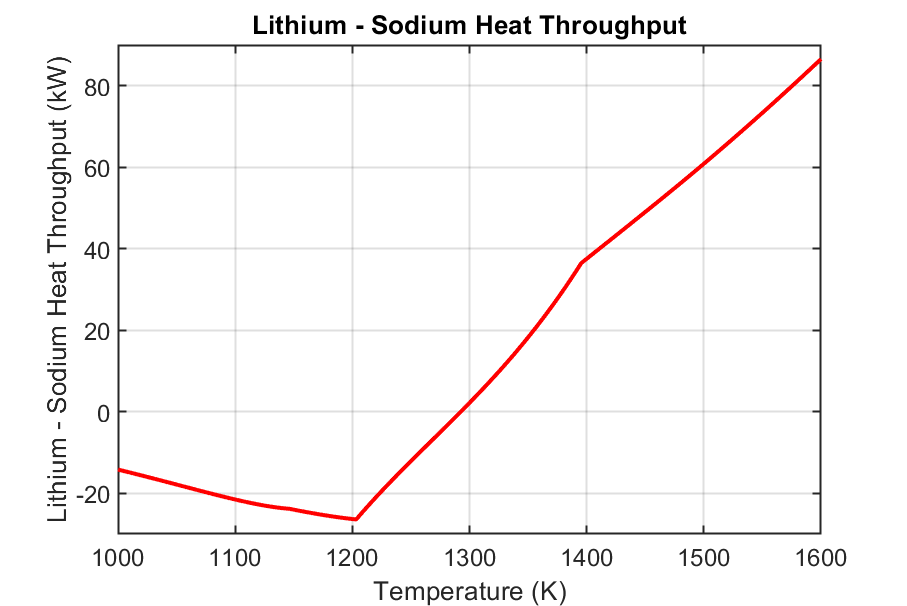 Lithium - Sodium Heat Throughput
Lithium - Sodium Heat Throughput (kW)
80
60
40
20
0
-20
1000 1100 1200 1300 1400 1500 1600
Temperature (K)